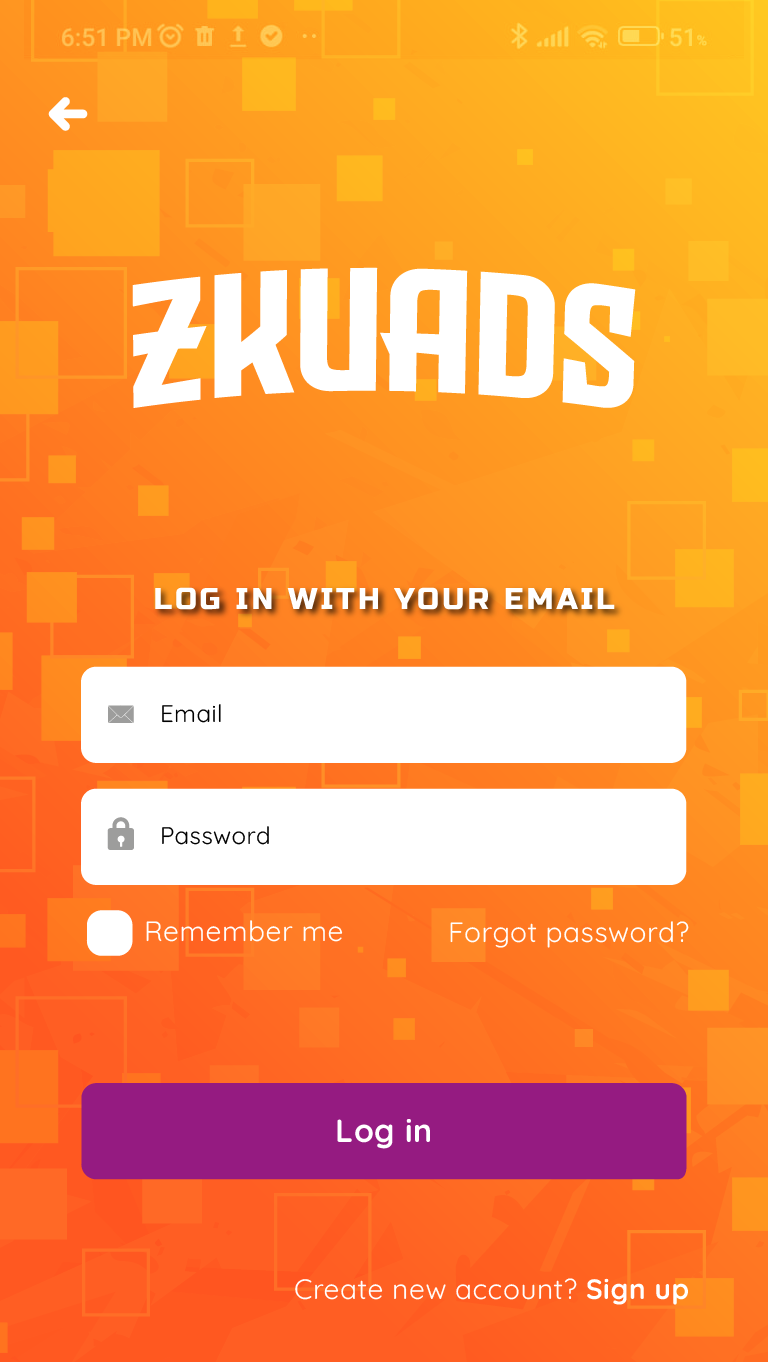 6:51 PM 51%
ZKUADS
LOG IN WITH YOUR EMAIL
Email
Password
Remember me Forgot password?
Log in
Create new account? Sign up